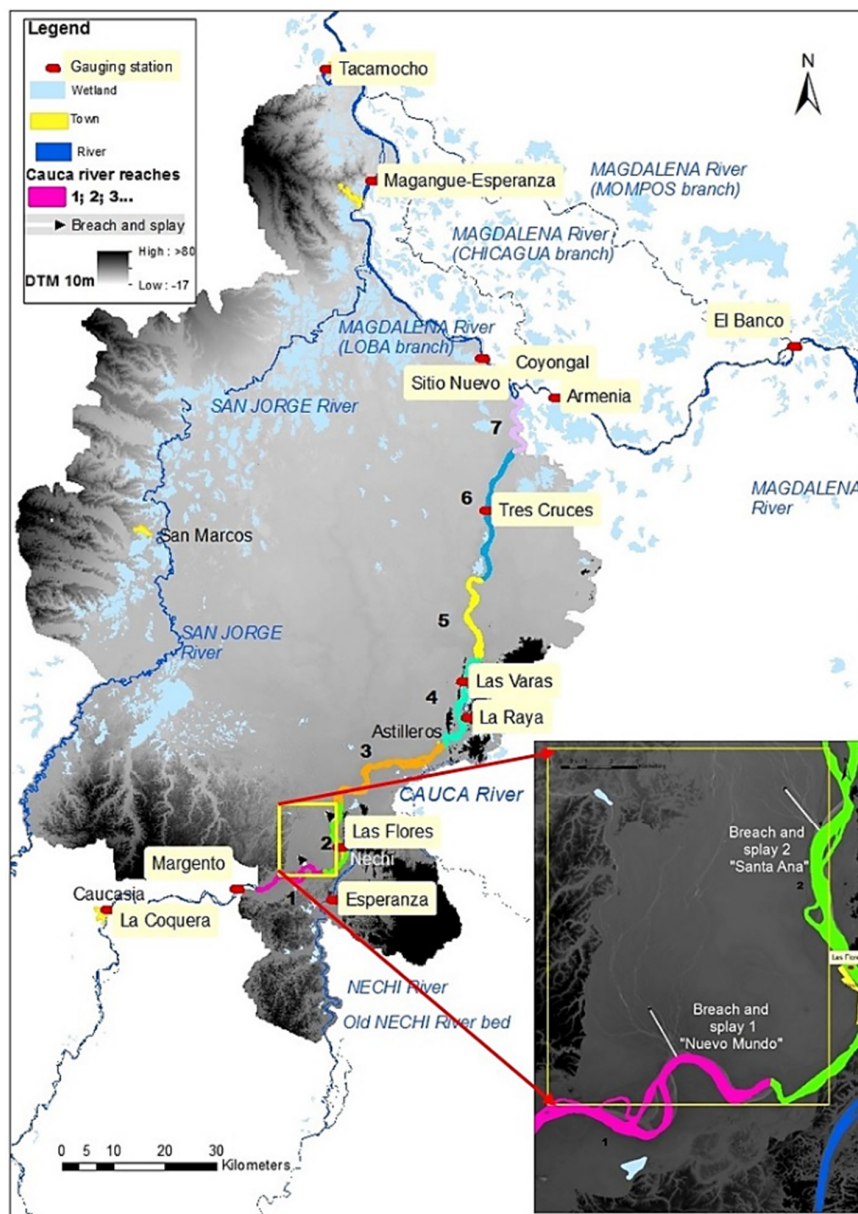 Legend
Gauging station
Wetland
Town
River
Cauca river reaches
1; 2; 3...
Breach and splay
High : >80
DTM 10m
Low : -17
N
Tacamocho
Magangue-Esperanza
MAGDALENA River
(MOMPOS branch)
MAGDALENA River
(CHICAGUA branch)
El Banco
MAGDALENA River
(LOBA branch)
Coyongal
Sitio Nuevo
Armenia
SAN JORGE River
7
6
Tres Cruces
MAGDALENA
River
San Marcos
5
SAN JORGE
River
4
Las Varas
La Raya
Astilleros
3
CAUCA River
2
Las Flores
Nechi
Margento
1
Esperanza
Caucasia
La Coquera
NECHI River
Old NECHI River bed
0 5 10 20 30
Kilometers
Breach and
splay 2
"Santa Ana"
2
Las Flore
Breach and
splay 1
"Nuevo Mundo"
1